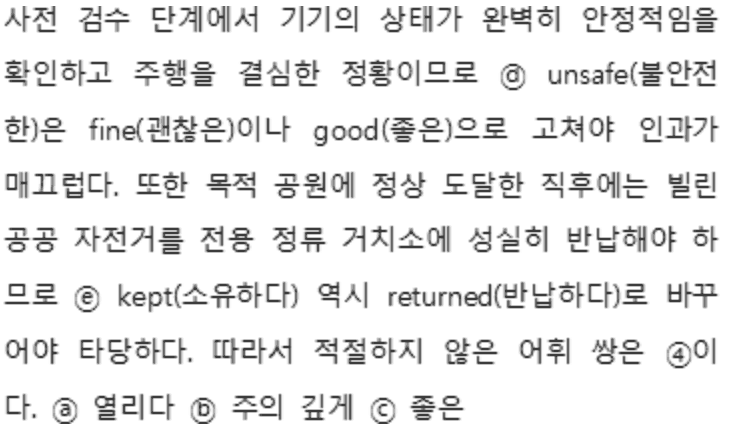 사전 검수 단계에서 기기의 상태가 완벽히 안정적임을
확인하고 주행을 결심한 정황이므로 ⓓ unsafe(불안전
한)은 fine(괜찮은)이나 good(좋은)으로 고쳐야 인과가
매끄럽다. 또한 목적 공원에 정상 도달한 직후에는 빌린
공공 자전거를 전용 정류 거치소에 성실히 반납해야 하
므로 ⓔ kept(소유하다) 역시 returned(반납하다)로 바꾸
어야 타당하다. 따라서 적절하지 않은 어휘 쌍은 ④이
다. ⓐ 열리다 ⓑ 주의 깊게 ⓒ 좋은